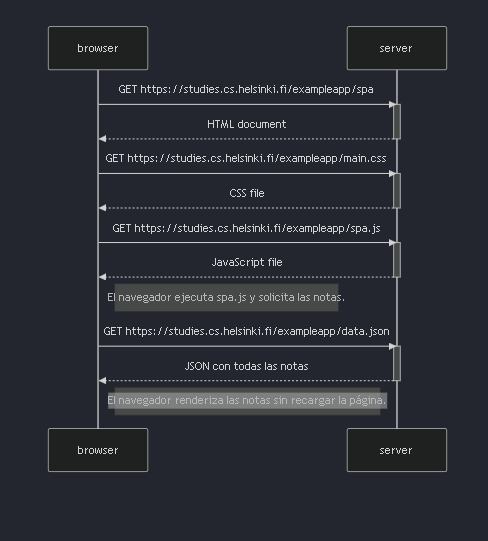 browser
server
GET https://studies.cs.helsinki.fi/exampleapp/spa
HTML document
GET https://studies.cs.helsinki.fi/exampleapp/main.css
CSS file
GET https://studies.cs.helsinki.fi/exampleapp/spa.js
JavaScript file
El navegador ejecuta spa.js y solicita las notas.
GET https://studies.cs.helsinki.fi/exampleapp/data.json
JSON con todas las notas
El navegador renderiza las notas sin recargar la página.
browser
server